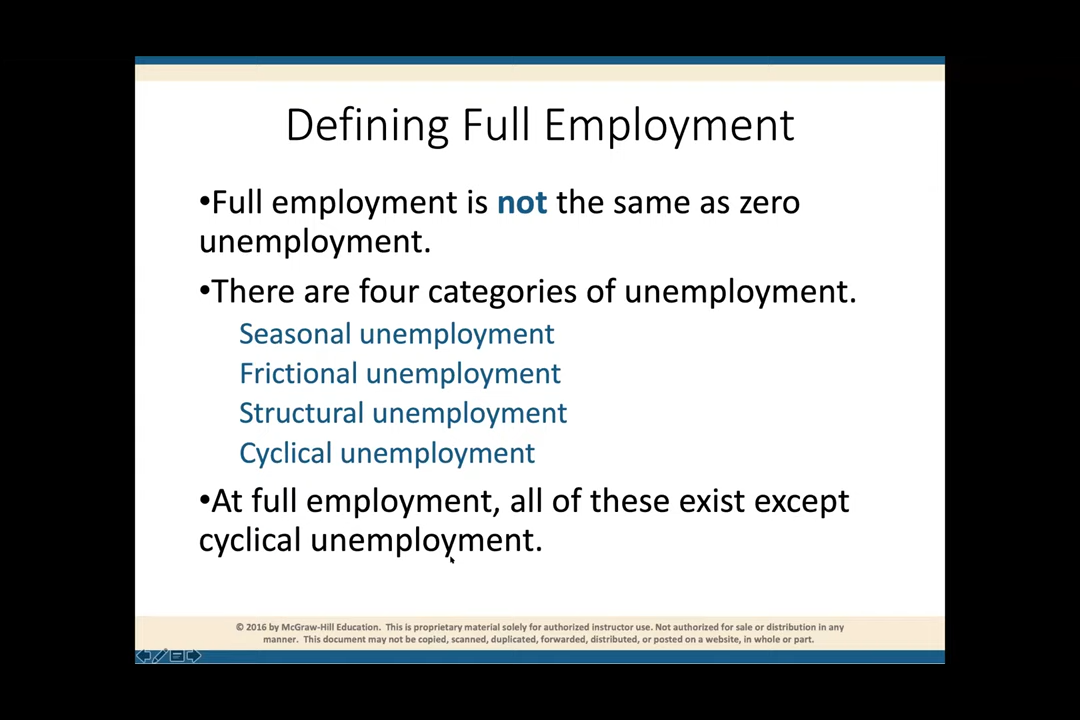 Defining Full Employment
•Full employment is not the same as zero
unemployment.
•There are four categories of unemployment.
Seasonal unemployment
Frictional unemployment
Structural unemployment
Cyclical unemployment
•At full employment, all of these exist except
cyclical unemployment.
© 2016 by McGraw-Hill Education. This is proprietary material solely for authorized instructor use. Not authorized for sale or distribution in any
manner. This document may not be copied, scanned, duplicated, forwarded, distributed, or posted on a website, in whole or part.